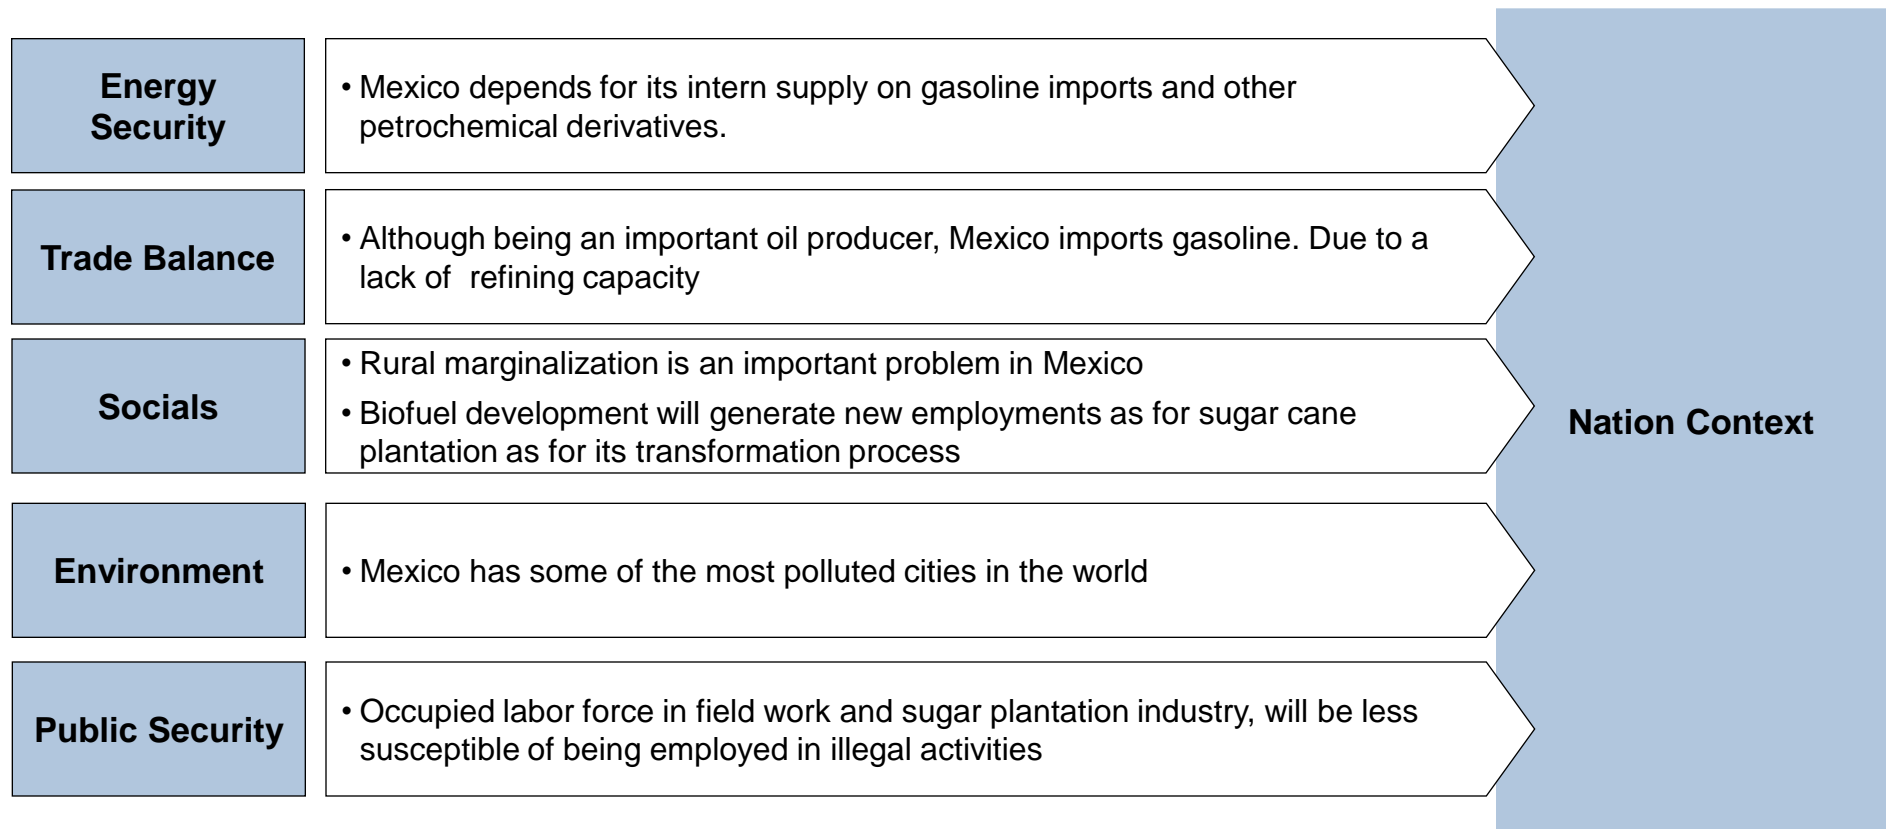 Energy
Security
• Mexico depends for its intern supply on gasoline imports and other
petrochemical derivatives.
Trade Balance
• Although being an important oil producer, Mexico imports gasoline. Due to a
lack of  refining capacity
Socials
• Rural marginalization is an important problem in Mexico
• Biofuel development will generate new employments as for sugar cane
plantation as for its transformation process
Environment
• Mexico has some of the most polluted cities in the world
Public Security
• Occupied labor force in field work and sugar plantation industry, will be less
susceptible of being employed in illegal activities
Nation Context